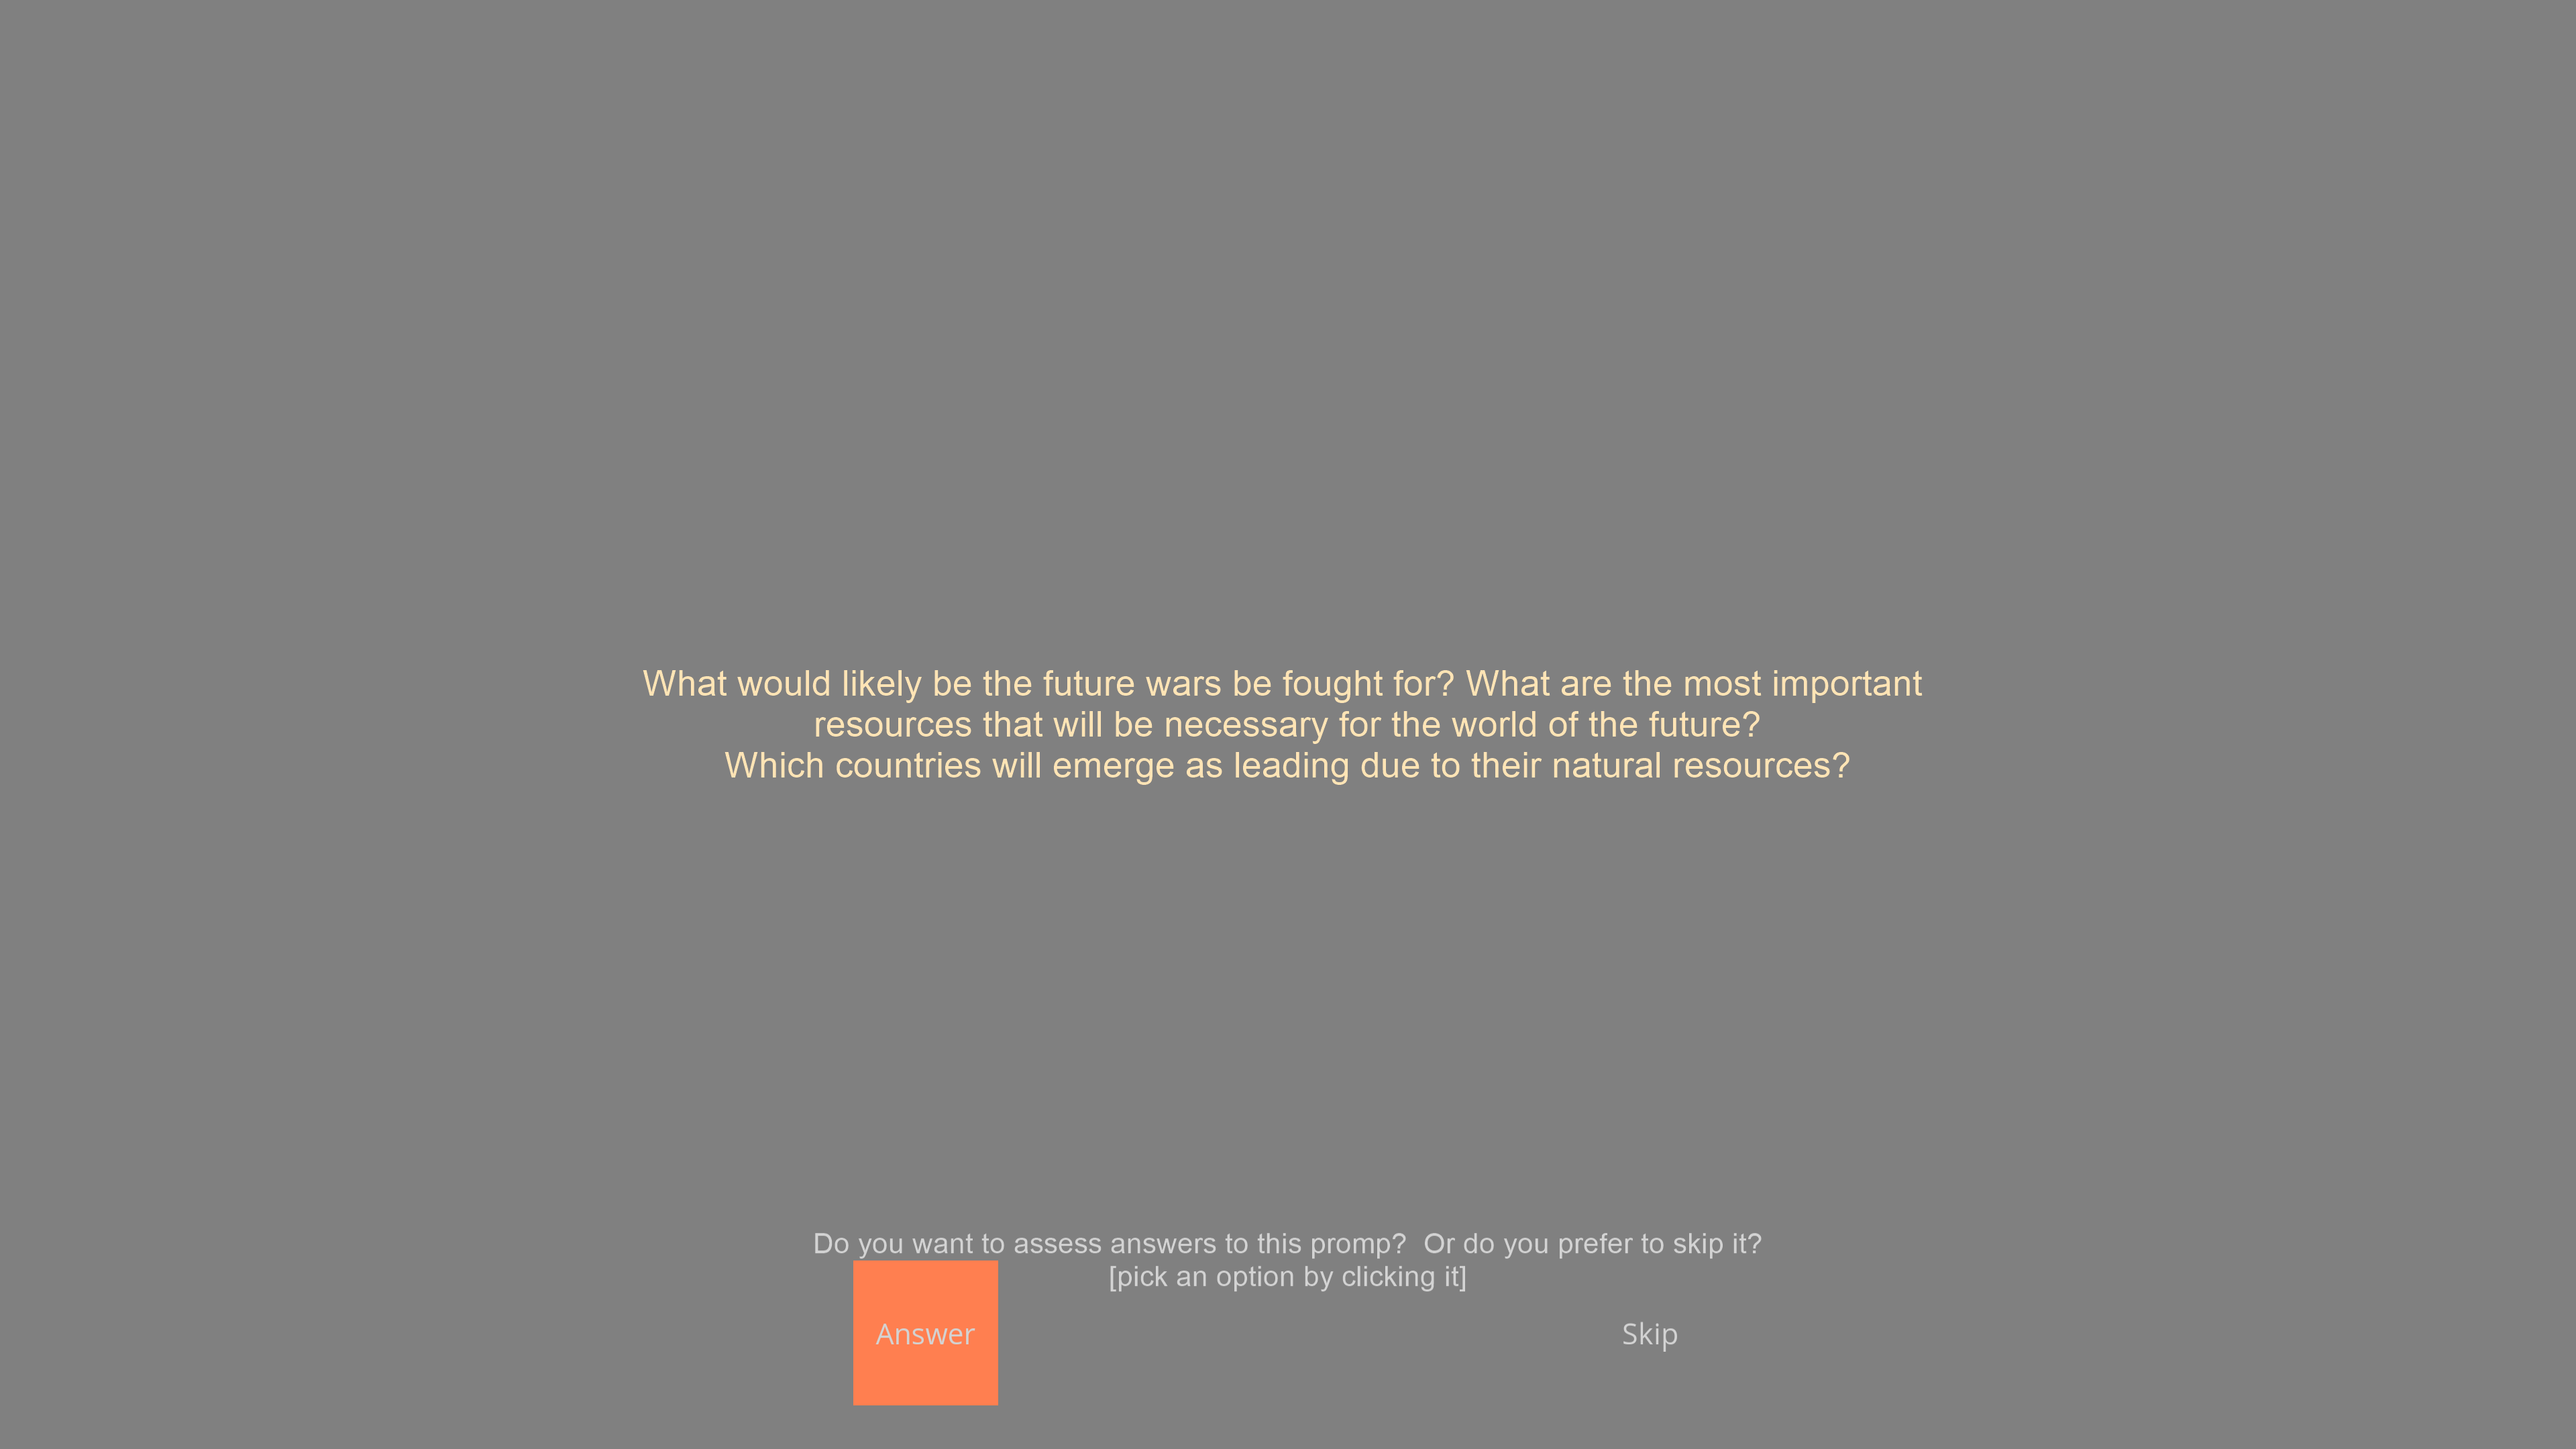 What would likely be the future wars be fought for? What are the most important
resources that will be necessary for the world of the future?
Which countries will emerge as leading due to their natural resources?
Do you want to assess answers to this promp?  Or do you prefer to skip it?
[pick an option by clicking it]
Answer
Skip